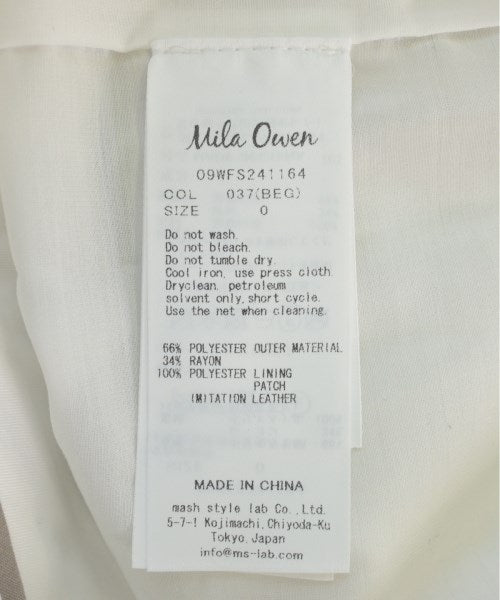 Mila Owen
09WFS241164
COL 037(BEG)
SIZE 0
Do not wash.
Do not bleach.
Do not tumble dry.
Cool iron, use press cloth.
Dryclean, petroleum
solvent only, short cycle.
Use the net when cleaning.
66% POLYESTER OUTER MATERIAL
34% RAYON
100% POLYESTER LINING
PATCH
IMITATION LEATHER
MADE IN CHINA
mash style lab Co.,Ltd.
5-7-1 Kojimachi,Chiyoda-Ku
Tokyo,Japan
info@ms-lab.com